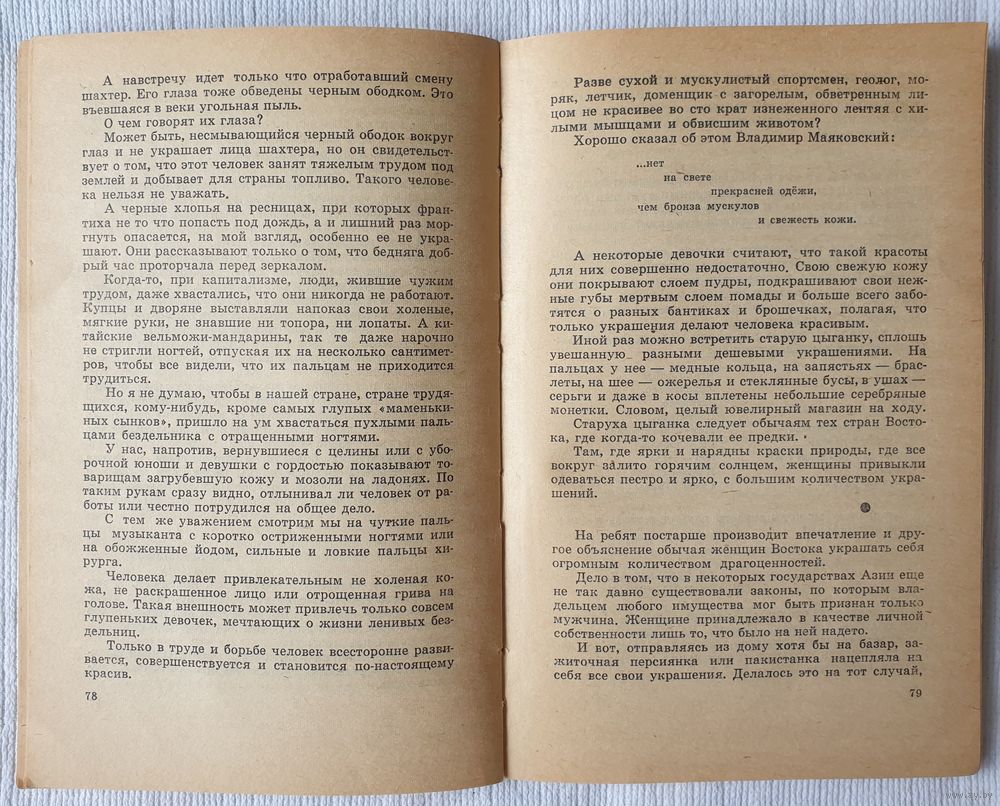 А навстречу идет только что отработавший смену
шахтер. Его глаза тоже обведены черным ободком. Это
въевшаяся в веки угольная пыль.
О чем говорят их глаза?
Может быть, несмывающийся черный ободок вокруг
глаз и не украшает лица шахтера, но он свидетельст-
вует о том, что этот человек занят тяжелым трудом под
землей и добывает для страны топливо. Такого челове-
ка нельзя не уважать.
А черные хлопья на ресницах, при которых фран-
тиха не то что попасть под дождь, а и лишний раз мор-
гнуть опасается, на мой взгляд, особенно ее не укра-
шают. Они рассказывают только о том, что бедняга доб-
рый час проторчала перед зеркалом.
Когда-то, при капитализме, люди, жившие чужим
трудом, даже хвастались, что они никогда не работают.
Купцы и дворяне выставляли напоказ свои холеные,
мягкие руки, не знавшие ни топора, ни лопаты. А ки-
тайские вельможи-мандарины, так те даже нарочно
не стригли ногтей, отпуская их на несколько сантимет-
ров, чтобы все видели, что их пальцам не приходится
трудиться.
Но я не думаю, чтобы в нашей стране, стране трудя-
щихся, кому-нибудь, кроме самых глупых «маменьки-
ных сынков», пришло на ум хвастаться пухлыми паль-
цами бездельника с отращенными ногтями.
У нас, напротив, вернувшиеся с целины или с убо-
рочной юноши и девушки с гордостью показывают то-
варищам загрубевшую кожу и мозоли на ладонях. По
таким рукам сразу видно, отлынивал ли человек от ра-
боты или честно потрудился на общее дело.
С тем же уважением смотрим мы на чуткие паль-
цы музыканта с коротко остриженными ногтями или
на обожженные йодом, сильные и ловкие пальцы хи-
рурга.
Человека делает привлекательным не холеная ко-
жа, не раскрашенное лицо или отрощенная грива на
голове. Такая внешность может привлечь только совсем
глупеньких девочек, мечтающих о жизни ленивых без-
дельниц.
Только в труде и борьбе человек всесторонне разви-
вается, совершенствуется и становится по-настоящему
красив.
78
Разве сухой и мускулистый спортсмен, геолог, мо-
ряк, летчик, доменщик с загорелым, обветренным ли-
цом не красивее во сто крат изнеженного лентяя с хи-
лыми мышцами и обвисшим животом?
Хорошо сказал об этом Владимир Маяковский:
...нет
на свете
прекрасней одёжи,
чем бронза мускулов
и свежесть кожи.
А некоторые девочки считают, что такой красоты
для них совершенно недостаточно. Свою свежую кожу
они покрывают слоем пудры, подкрашивают свои неж-
ные губы мертвым слоем помады и больше всего забо-
тятся о разных бантиках и брошечках, полагая, что
только украшения делают человека красивым.
Иной раз можно встретить старую цыганку, сплошь
увешанную разными дешевыми украшениями. На
пальцах у нее — медные кольца, на запястьях — брас-
леты, на шее — ожерелья и стеклянные бусы, в ушах —
серьги и даже в косы вплетены небольшие серебряные
монетки. Словом, целый ювелирный магазин на ходу.
Старуха цыганка следует обычаям тех стран Восто-
ка, где когда-то кочевали ее предки.
Там, где ярки и нарядны краски природы, где все
вокруг залито горячим солнцем, женщины привыкли
одеваться пестро и ярко, с большим количеством укра-
шений.
На ребят постарше производит впечатление и дру-
гое объяснение обычая женщин Востока украшать себя
огромным количеством драгоценностей.
Дело в том, что в некоторых государствах Азии еще
не так давно существовали законы, по которым вла-
дельцем любого имущества мог быть признан только
мужчина. Женщине принадлежало в качестве личной
собственности лишь то, что было на ней надето.
И вот, отправляясь из дому хотя бы на базар, за-
житочная персиянка или пакистанка нацепляла на
себя все свои украшения. Делалось это на тот случай,
79
www.ay.by